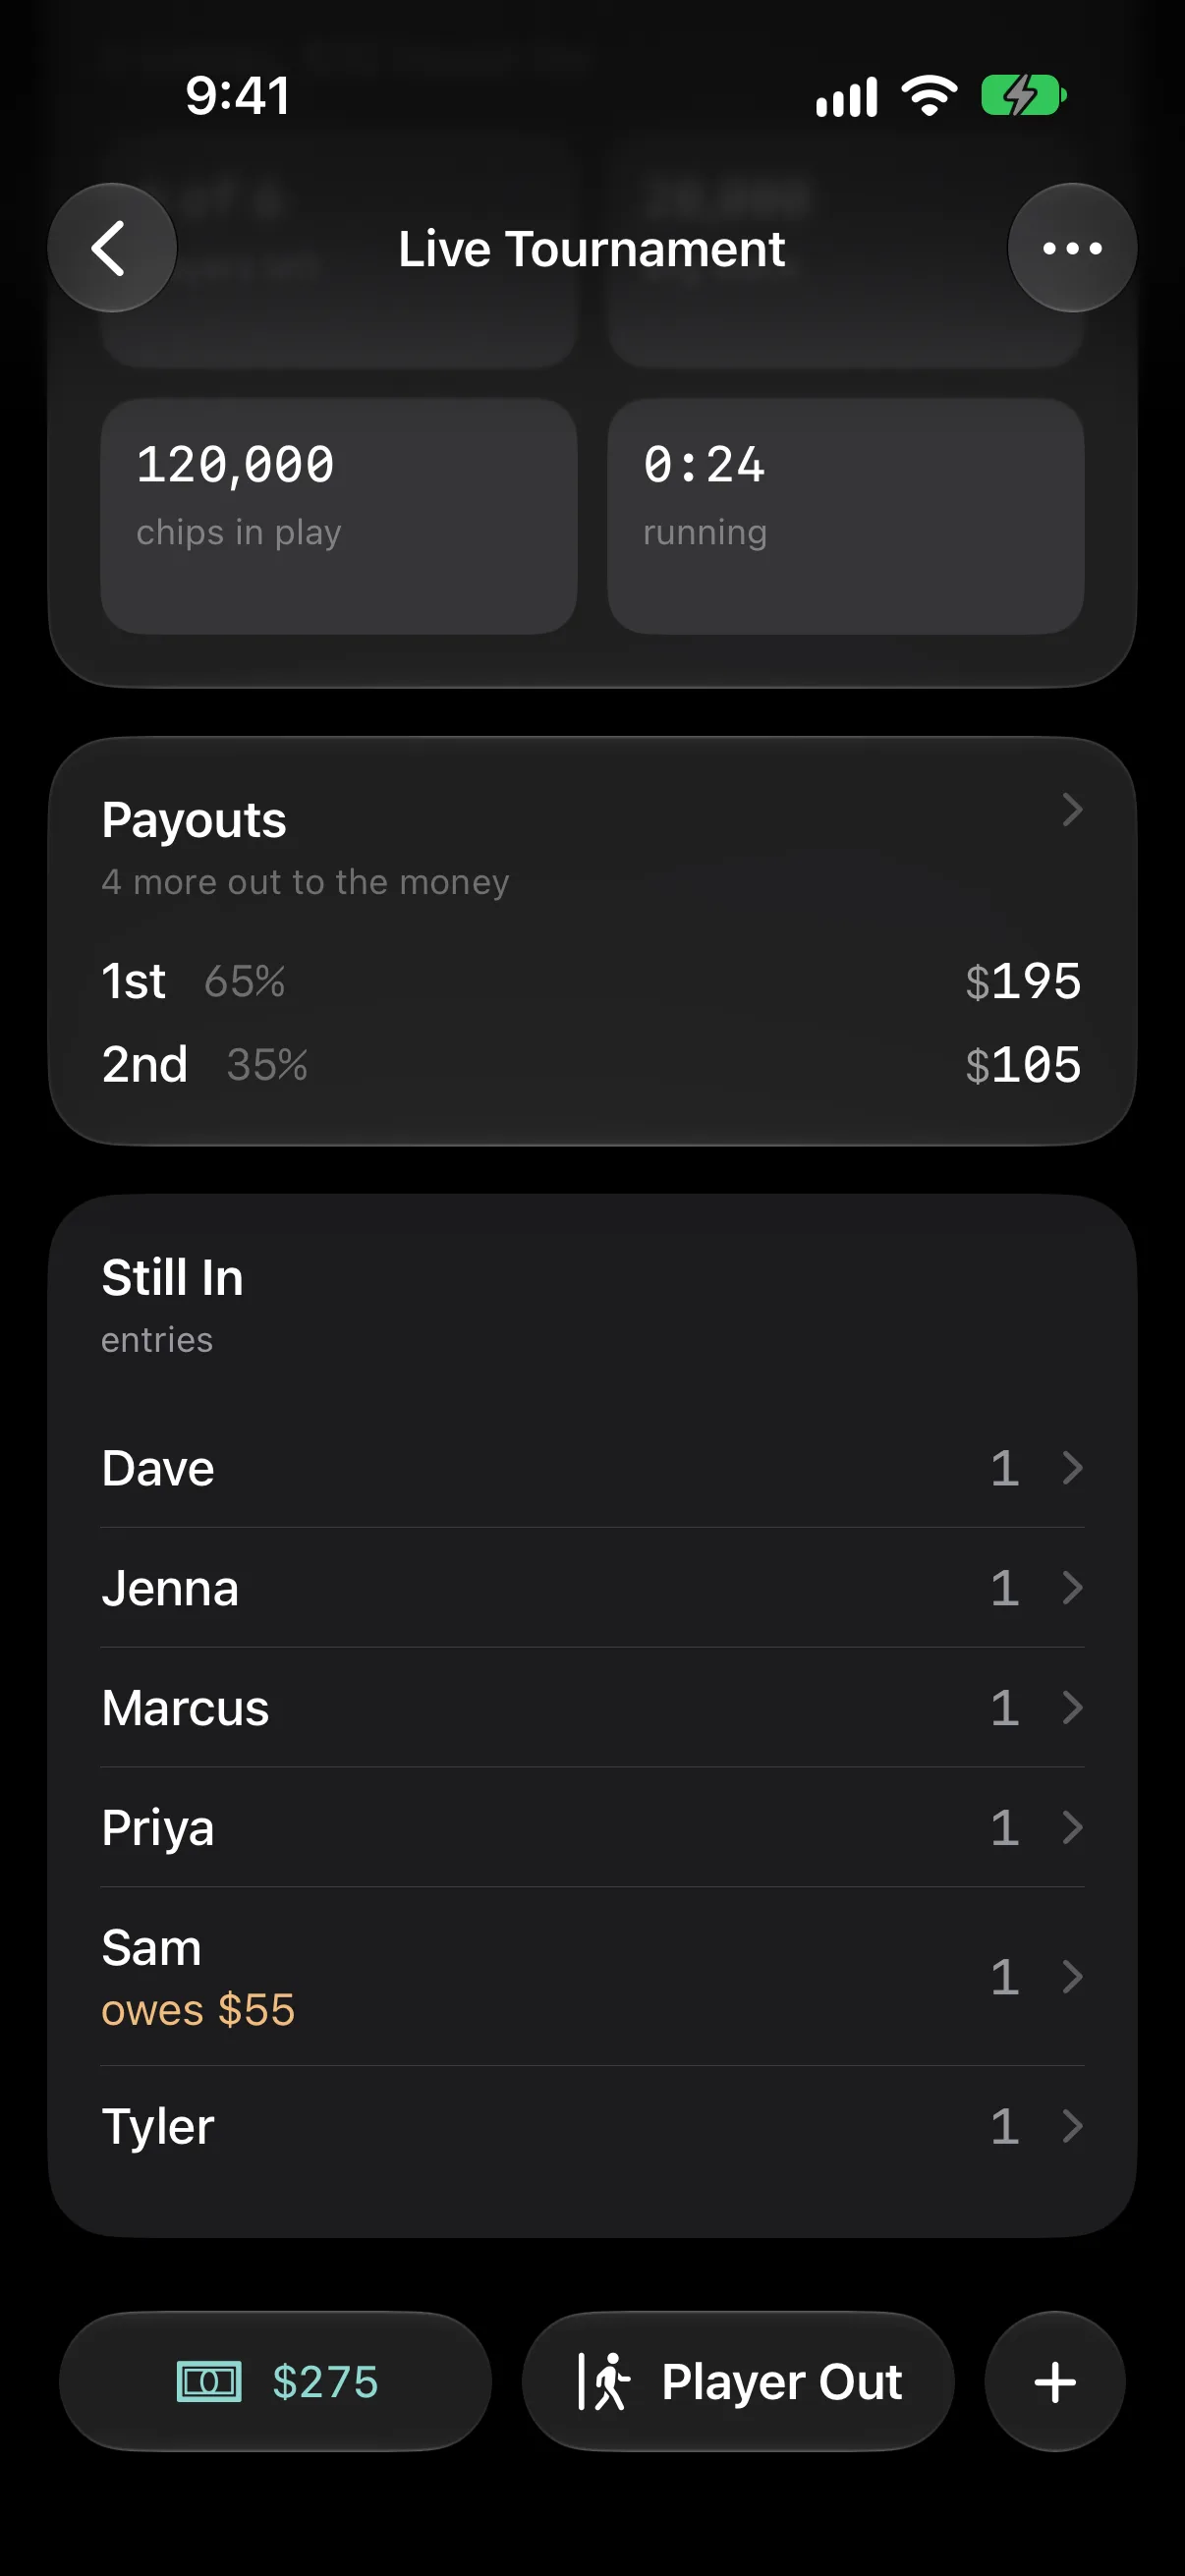 9:41
Live Tournament
120,000
chips in play
0:24
running
Payouts
4 more out to the money
1st 65% $195
2nd 35% $105
Still In
entries
Dave 1
Jenna 1
Marcus 1
Priya 1
Sam
owes $55
1
Tyler 1
$275
Player Out